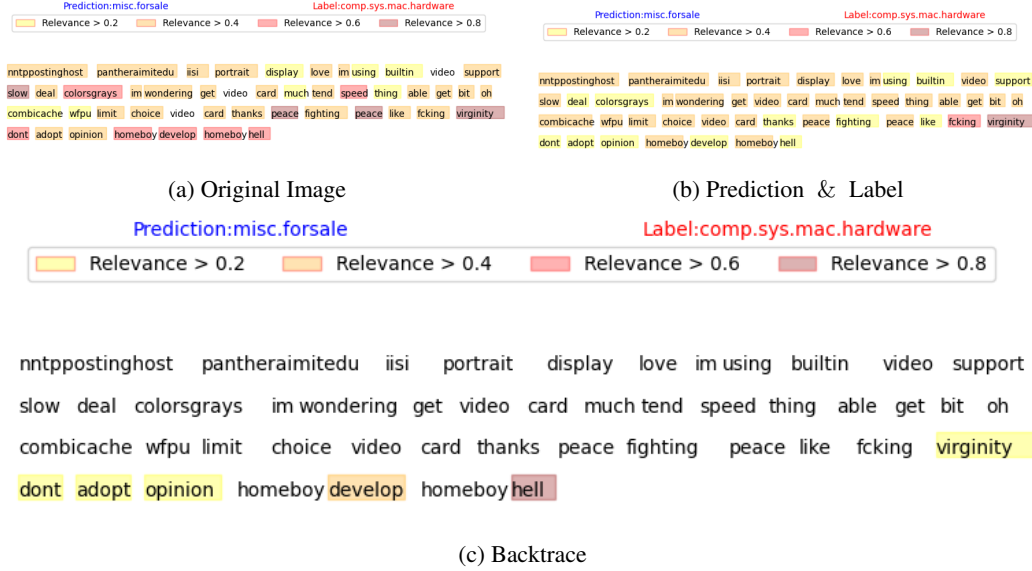 Prediction:misc.forsale Label:comp.sys.mac.hardware
Relevance > 0.2 Relevance > 0.4 Relevance > 0.6 Relevance > 0.8
nntppostinghost pantheraimitedu iisi portrait display love im using builtin video support
slow deal colorsgrays im wondering get video card much tend speed thing able get bit oh
combicache wfpu limit choice video card thanks peace fighting peace like fcking virginity
dont adopt opinion homeboy develop homeboy hell
(a) Original Image
Prediction:misc.forsale Label:comp.sys.mac.hardware
Relevance > 0.2 Relevance > 0.4 Relevance > 0.6 Relevance > 0.8
nntppostinghost pantheraimitedu iisi portrait display love im using builtin video support
slow deal colorsgrays im wondering get video card much tend speed thing able get bit oh
combicache wfpu limit choice video card thanks peace fighting peace like fcking virginity
dont adopt opinion homeboy develop homeboy hell
(b) Prediction & Label
Prediction:misc.forsale Label:comp.sys.mac.hardware
Relevance > 0.2 Relevance > 0.4 Relevance > 0.6 Relevance > 0.8
nntppostinghost pantheraimitedu iisi portrait display love im using builtin video support
slow deal colorsgrays im wondering get video card much tend speed thing able get bit oh
combicache wfpu limit choice video card thanks peace fighting peace like fcking virginity
dont adopt opinion homeboy develop homeboy hell
(c) Backtrace